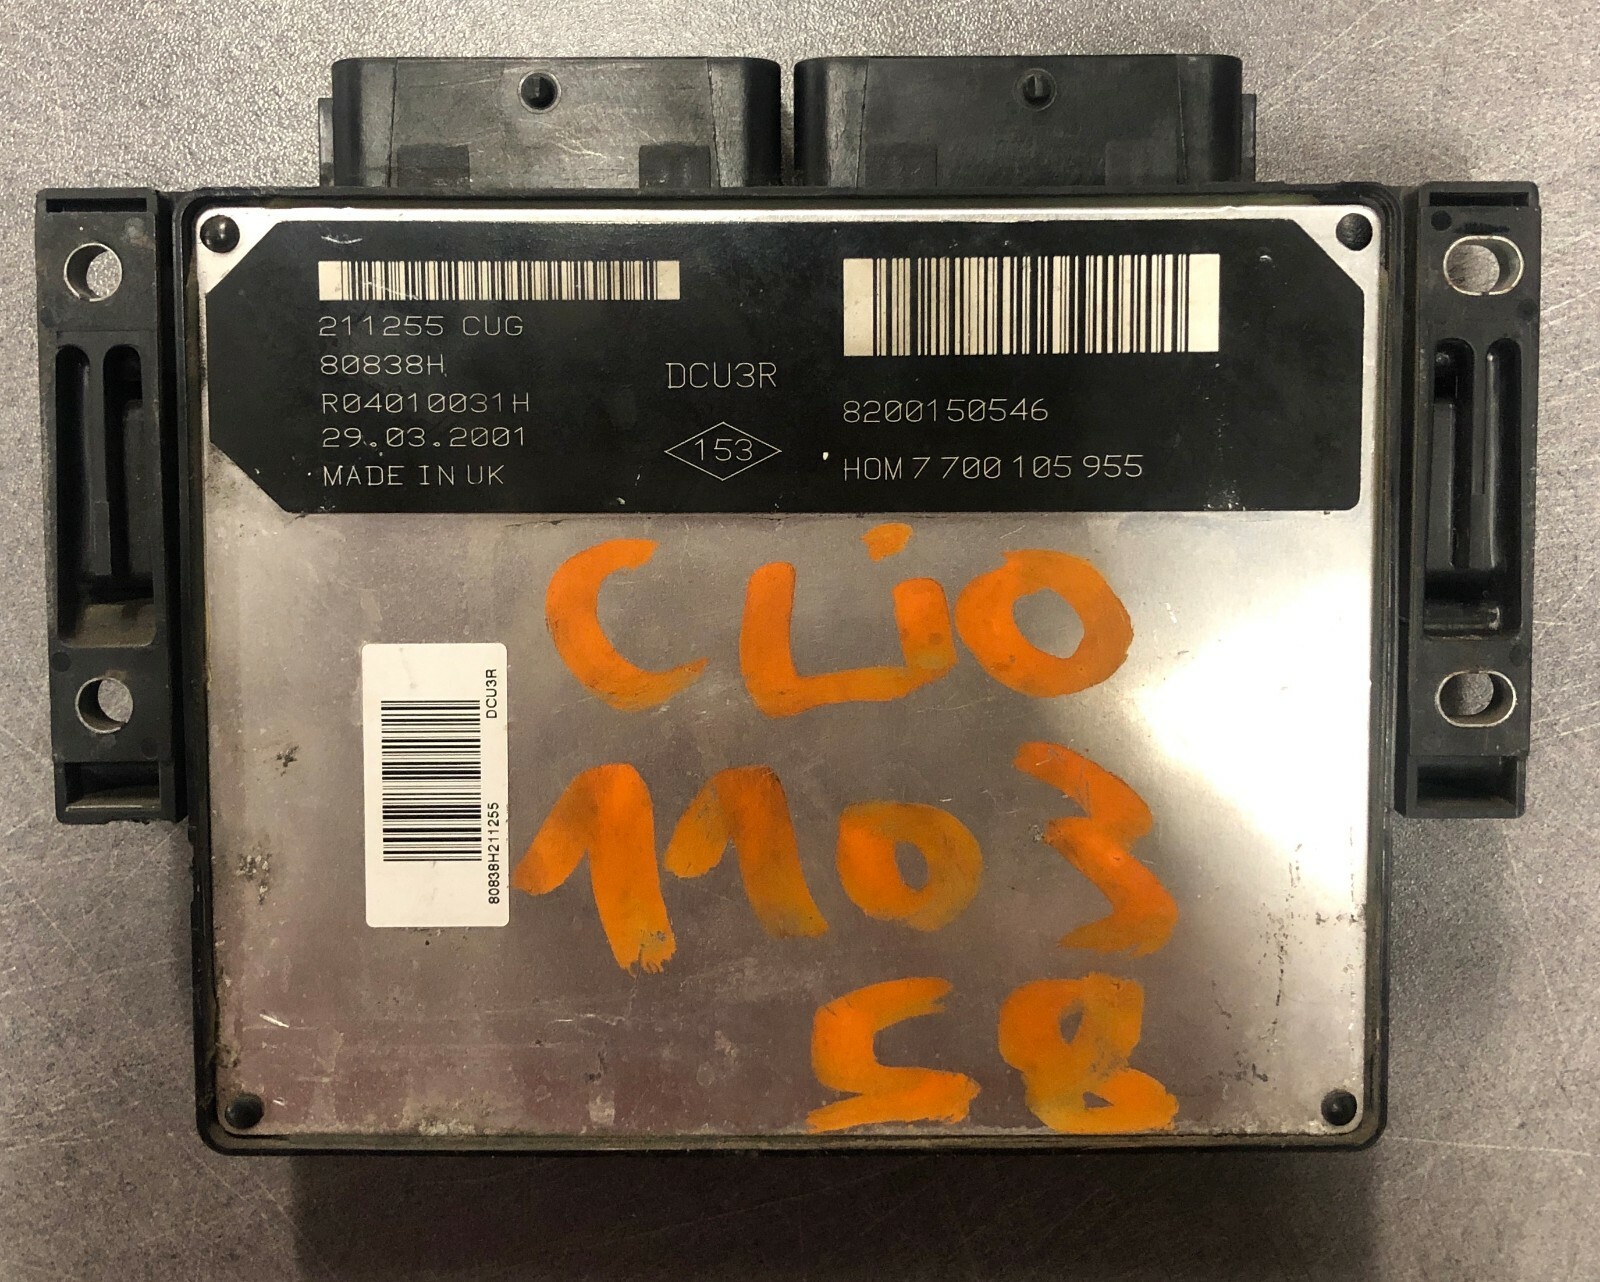 211255 CUG
80838H
R04010031H
29.03.2001
MADE IN UK
DCU3R
153
8200150546
HOM 7 700 105 955
DCU3R
80838H211255
CLiO
1103
58